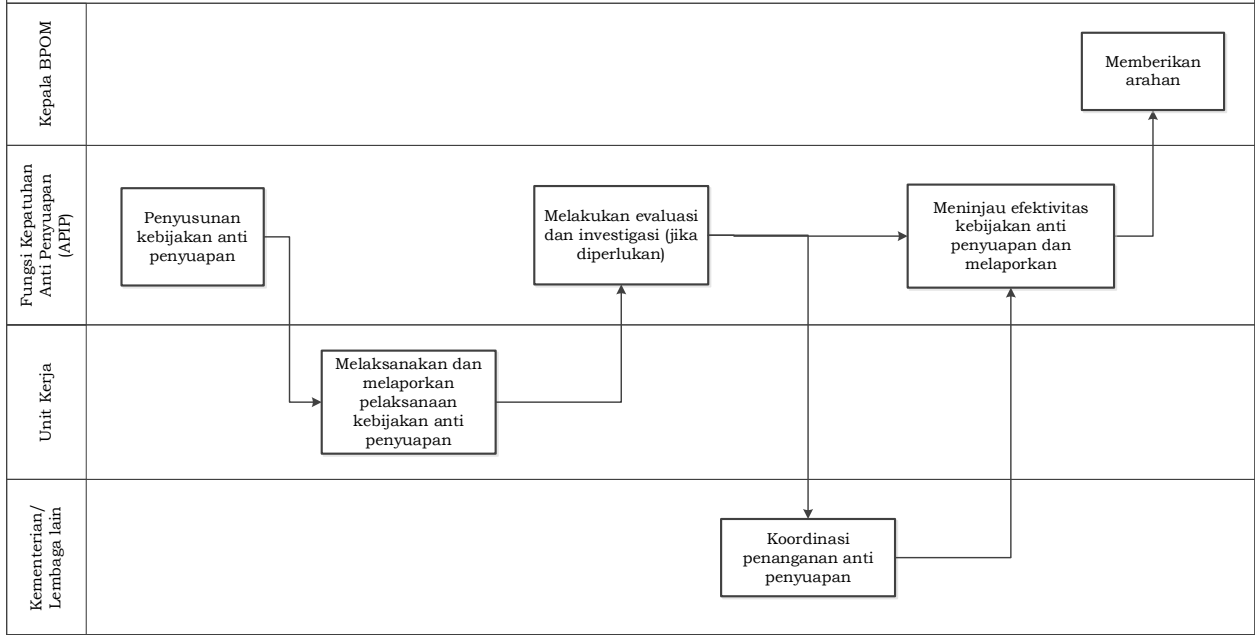 Kepala BPOM
Memberikan
arahan
Fungsi Kepatuhan
Anti Penyuapan
(APIP)
Penyusunan
kebijakan anti
penyuapan
Melakukan evaluasi
dan investigasi (jika
diperlukan)
Meninjau efektivitas
kebijakan anti
penyuapan dan
melaporkan
Unit Kerja
Melaksanakan dan
melaporkan
pelaksanaan
kebijakan anti
penyuapan
Kementerian/
Lembaga lain
Koordinasi
penanganan anti
penyuapan